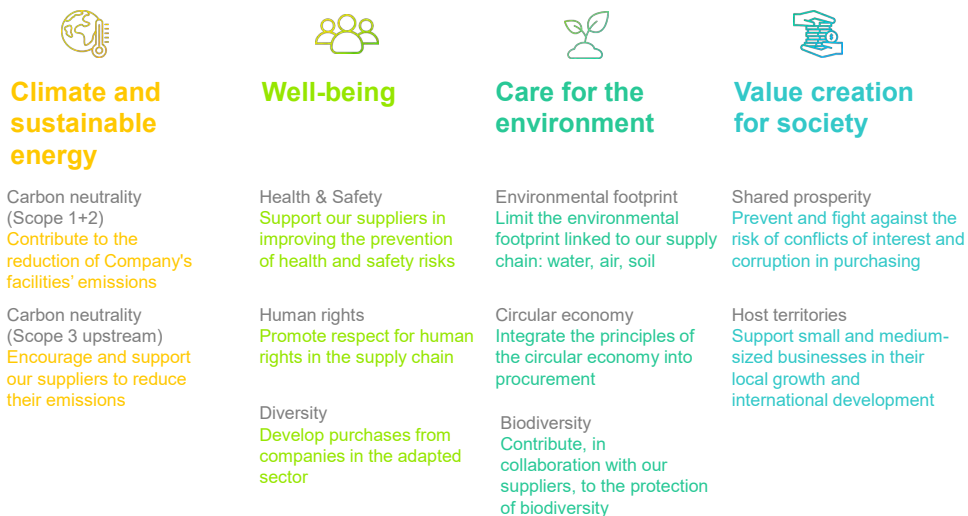 Climate and
sustainable
energy
Carbon neutrality
(Scope 1+2)
Contribute to the
reduction of Company's
facilities’ emissions
Carbon neutrality
(Scope 3 upstream)
Encourage and support
our suppliers to reduce
their emissions
Well-being
Health & Safety
Support our suppliers in
improving the prevention
of health and safety risks
Human rights
Promote respect for human
rights in the supply chain
Diversity
Develop purchases from
companies in the adapted
sector
Care for the
environment
Environmental footprint
Limit the environmental
footprint linked to our supply
chain: water, air, soil
Circular economy
Integrate the principles of
the circular economy into
procurement
Biodiversity
Contribute, in
collaboration with our
suppliers, to the protection
of biodiversity
Value creation
for society
Shared prosperity
Prevent and fight against the
risk of conflicts of interest and
corruption in purchasing
Host territories
Support small and medium-
sized businesses in their
local growth and
international development